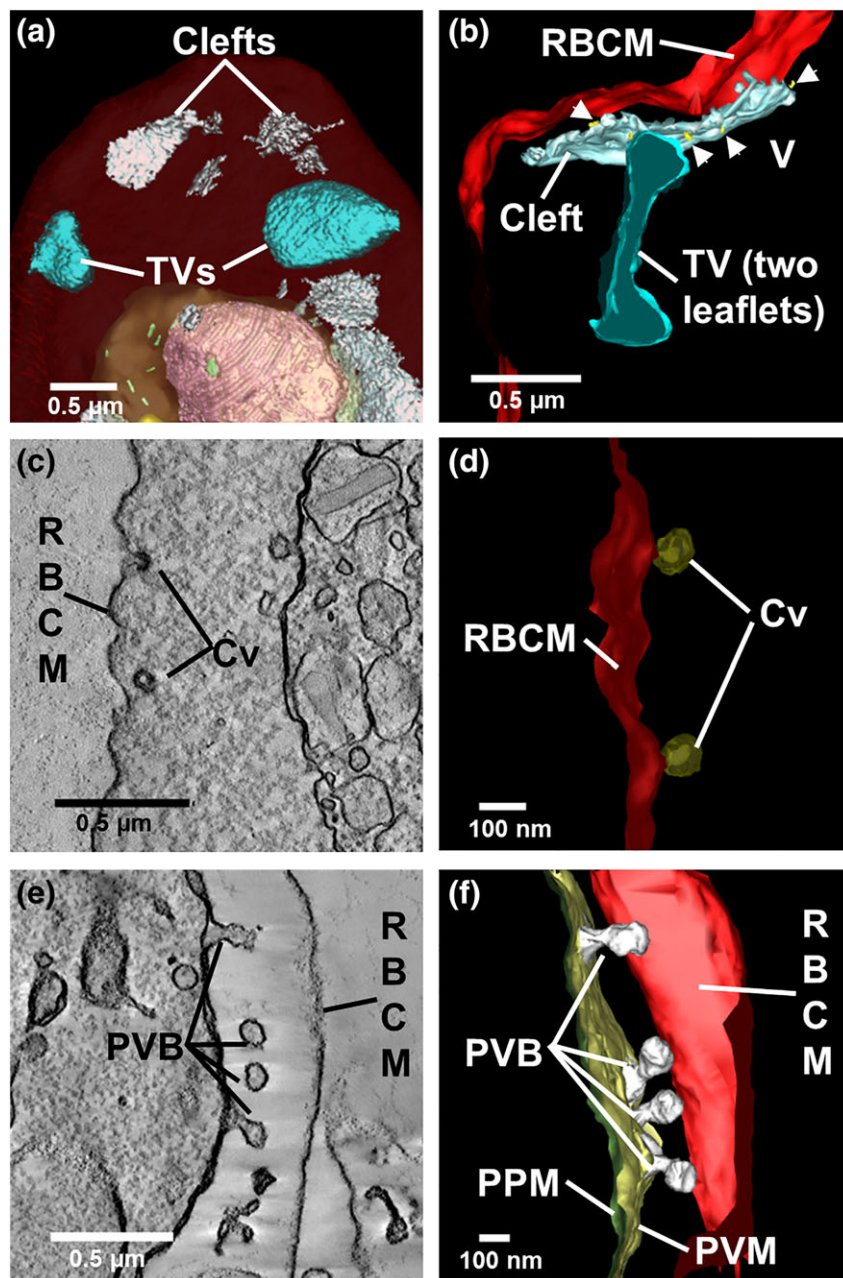 (a)
Clefts
TVs
0.5 µm
(b)
RBCM
V
Cleft
TV (two
leaflets)
0.5 µm
(c)
R
B
C
M
Cv
0.5 µm
(d)
RBCM
Cv
100 nm
(e)
R
B
C
M
PVB
0.5 µm
(f)
R
B
C
M
PVB
PPM
PVM
100 nm